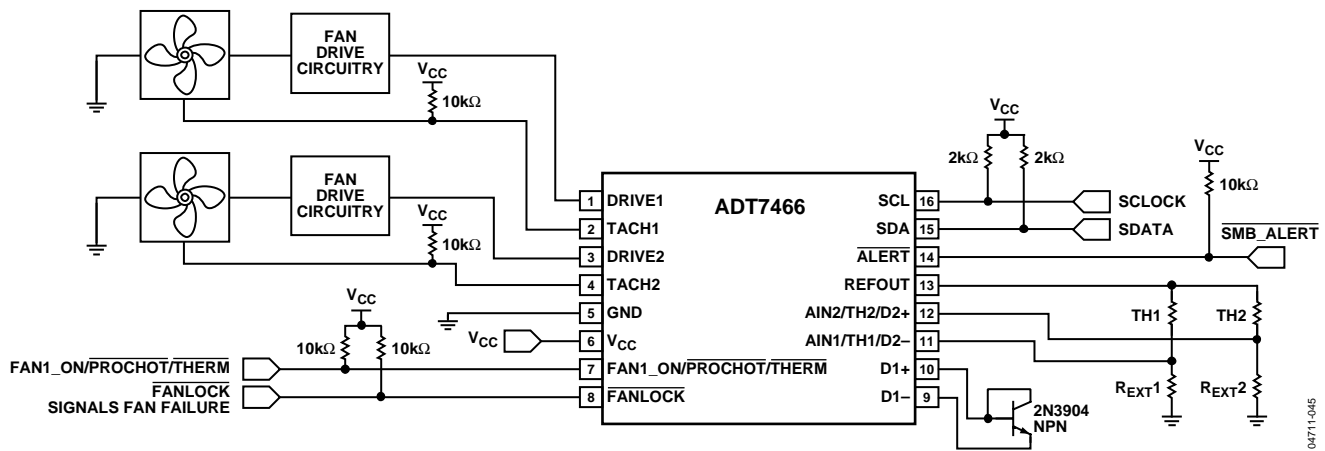 FAN
DRIVE
CIRCUITRY
VCC
10kΩ
FAN
DRIVE
CIRCUITRY
VCC
10kΩ
VCC
10kΩ
10kΩ
FAN1_ON/PROCHOT/THERM
FANLOCK
SIGNALS FAN FAILURE
VCC
ADT7466
1 DRIVE1
2 TACH1
3 DRIVE2
4 TACH2
5 GND
6 VCC
7 FAN1_ON/PROCHOT/THERM
8 FANLOCK
SCL 16
SDA 15
ALERT 14
REFOUT 13
AIN2/TH2/D2+ 12
AIN1/TH1/D2– 11
D1+ 10
D1– 9
VCC
2kΩ
2kΩ
SCLOCK
SDATA
VCC
10kΩ
SMB_ALERT
TH1
TH2
REXT1
REXT2
2N3904
NPN
04711-045